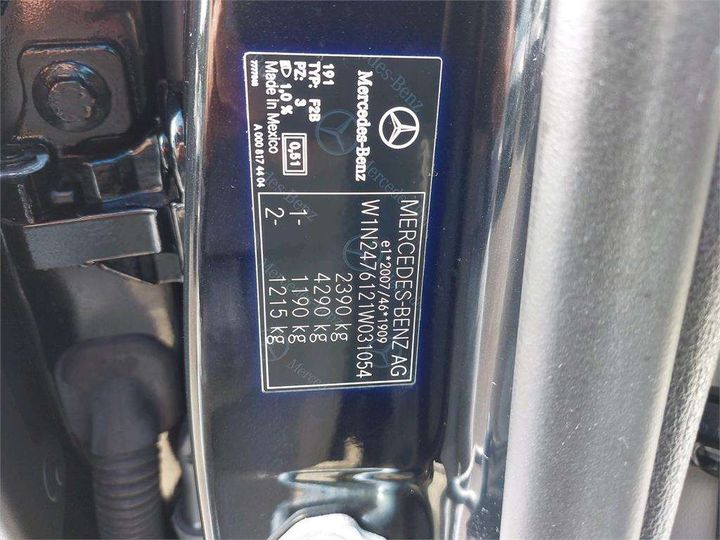 MERCEDES-BENZ AG
e1*2007/46*1909
W1N2476121W031054
2390 kg
4290 kg
1- 1190 kg
2- 1215 kg
Mercedes-Benz
191
TYP: F2B
PZ: 3
1,0 % 0,51
Made in Mexico
A 000 817 44 04